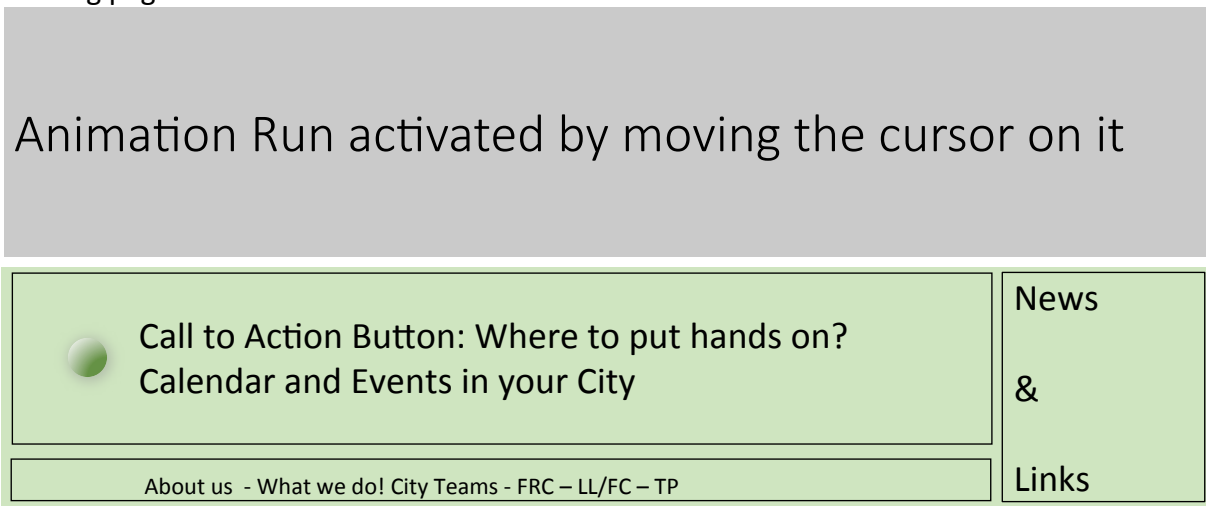 Animation Run activated by moving the cursor on it
Call to Action Button: Where to put hands on?
Calendar and Events in your City
About us - What we do! City Teams - FRC – LL/FC – TP
News
&
Links